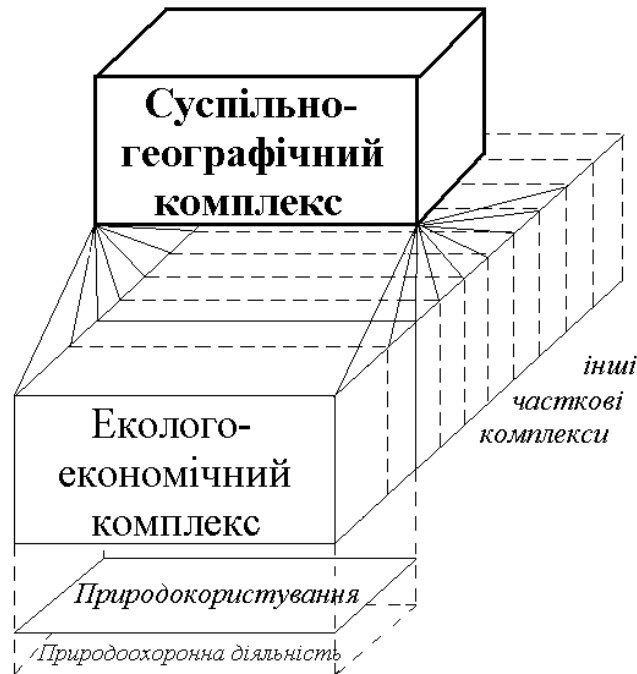 Суспільно-
географічний
комплекс
інші
часткові
комплекси
Еколого-
економічний
комплекс
Природокористування
Природоохоронна діяльність